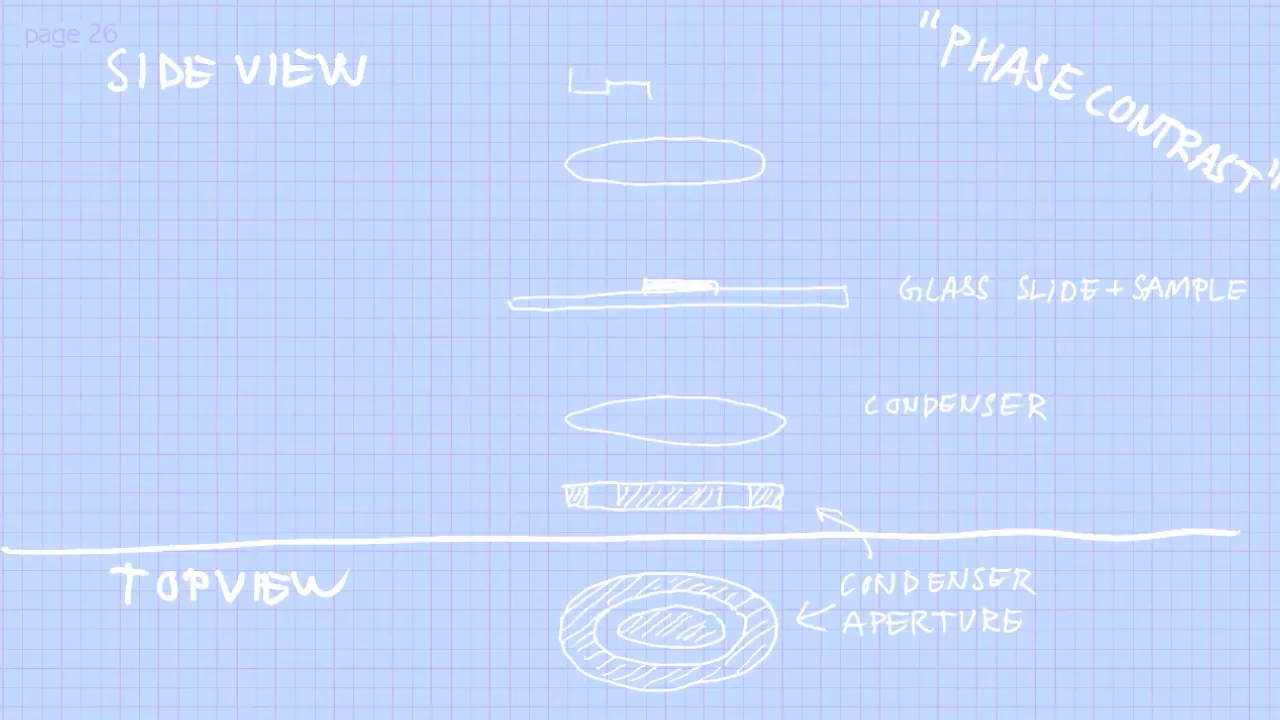 page 26
SIDE VIEW
"PHASE CONTRAST"
GLASS SLIDE + SAMPLE
CONDENSER
TOPVIEW
CONDENSER
APERTURE